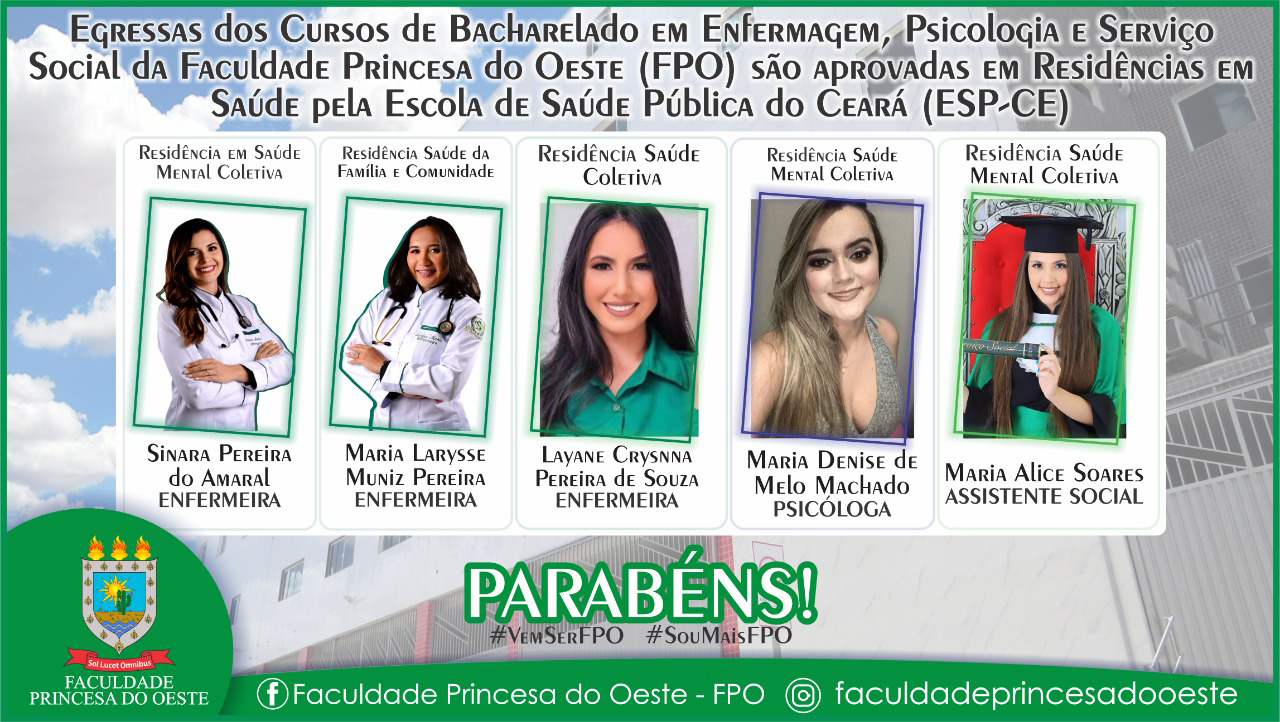 Egressas dos Cursos de Bacharelado em Enfermagem, Psicologia e Serviço
Social da Faculdade Princesa do Oeste (FPO) são aprovadas em Residências em
Saúde pela Escola de Saúde Pública do Ceará (ESP-CE)
Residência em Saúde
Mental Coletiva
Sinara Pereira
do Amaral
ENFERMEIRA
Residência Saúde da
Família e Comunidade
Maria Larysse
Muniz Pereira
ENFERMEIRA
Residência Saúde
Coletiva
Layane Crysnna
Pereira de Souza
ENFERMEIRA
Residência Saúde
Mental Coletiva
Maria Denise de
Melo Machado
PSICÓLOGA
Residência Saúde
Mental Coletiva
Social
Maria Alice Soares
ASSISTENTE SOCIAL
PARABÉNS!
#VemSerFPO #SouMaisFPO
Sol Lucet Omnibus
FACULDADE
PRINCESA DO OESTE
Faculdade Princesa do Oeste - FPO
faculdadeprincesadooeste